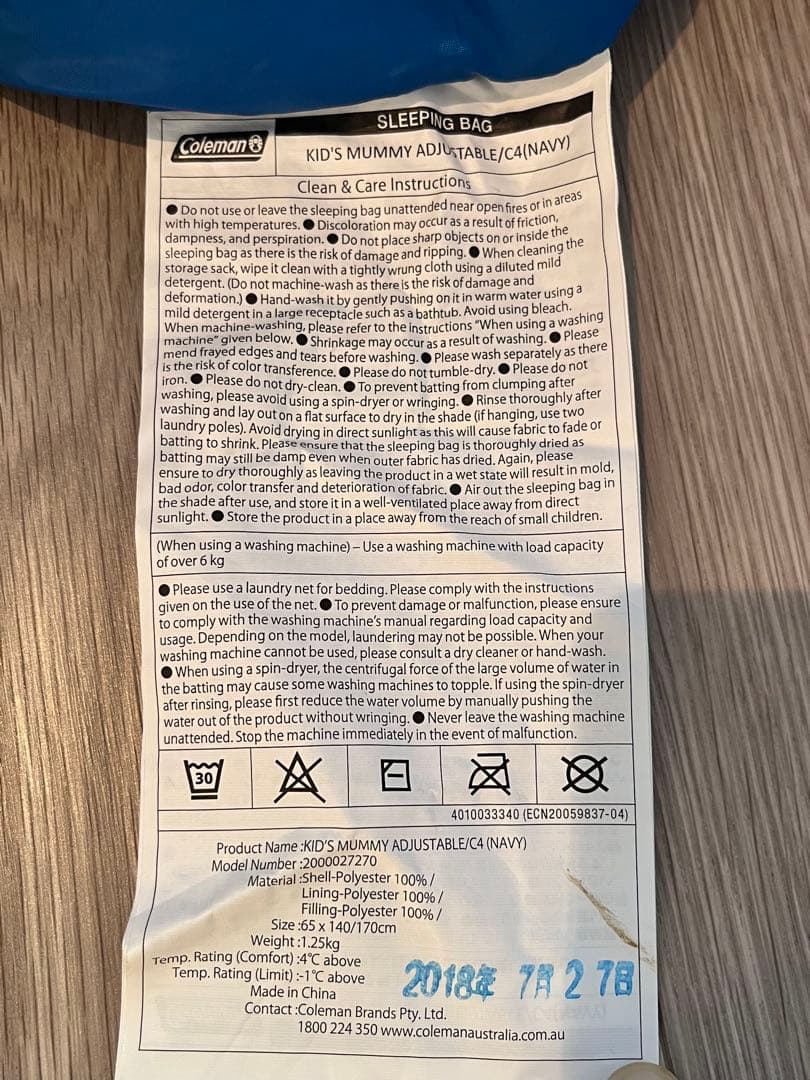 SLEEPING BAG
Coleman
KID'S MUMMY ADJUSTABLE/C4(NAVY)
Clean & Care Instructions
● Do not use or leave the sleeping bag unattended near open fires or in areas
with high temperatures. ● Discoloration may occur as a result of friction,
dampness, and perspiration. ● Do not place sharp objects on or inside the
sleeping bag as there is the risk of damage and ripping. ● When cleaning the
storage sack, wipe it clean with a tightly wrung cloth using a diluted mild
detergent. (Do not machine-wash as there is the risk of damage and
deformation.) ● Hand-wash it by gently pushing on it in warm water using a
mild detergent in a large receptacle such as a bathtub. Avoid using bleach.
When machine-washing, please refer to the instructions "When using a washing
machine" given below. ● Shrinkage may occur as a result of washing. ● Please
mend frayed edges and tears before washing. ● Please wash separately as there
is the risk of color transference. ● Please do not tumble-dry. ● Please do not
iron. ● Please do not dry-clean. ● To prevent batting from clumping after
washing, please avoid using a spin-dryer or wringing. ● Rinse thoroughly after
washing and lay out on a flat surface to dry in the shade (if hanging, use two
laundry poles). Avoid drying in direct sunlight as this will cause fabric to fade or
batting to shrink. Please ensure that the sleeping bag is thoroughly dried as
batting may still be damp even when outer fabric has dried. Again, please
ensure to dry thoroughly as leaving the product in a wet state will result in mold,
bad odor, color transfer and deterioration of fabric. ● Air out the sleeping bag in
the shade after use, and store it in a well-ventilated place away from direct
sunlight. ● Store the product in a place away from the reach of small children.
(When using a washing machine) – Use a washing machine with load capacity
of over 6 kg
● Please use a laundry net for bedding. Please comply with the instructions
given on the use of the net. ● To prevent damage or malfunction, please ensure
to comply with the washing machine's manual regarding load capacity and
usage. Depending on the model, laundering may not be possible. When your
washing machine cannot be used, please consult a dry cleaner or hand-wash.
● When using a spin-dryer, the centrifugal force of the large volume of water in
the batting may cause some washing machines to topple. If using the spin-dryer
after rinsing, please first reduce the water volume by manually pushing the
water out of the product without wringing. ● Never leave the washing machine
unattended. Stop the machine immediately in the event of malfunction.
30
4010033340 (ECN20059837-04)
Product Name :KID'S MUMMY ADJUSTABLE/C4 (NAVY)
Model Number :2000027270
Material :Shell-Polyester 100% /
Lining-Polyester 100% /
Filling-Polyester 100% /
Size :65 x 140/170cm
Weight :1.25kg
Temp. Rating (Comfort) :4°C above
Temp. Rating (Limit) :-1°C above
Made in China
2018年 7月27日
Contact :Coleman Brands Pty. Ltd.
1800 224 350 www.colemanaustralia.com.au